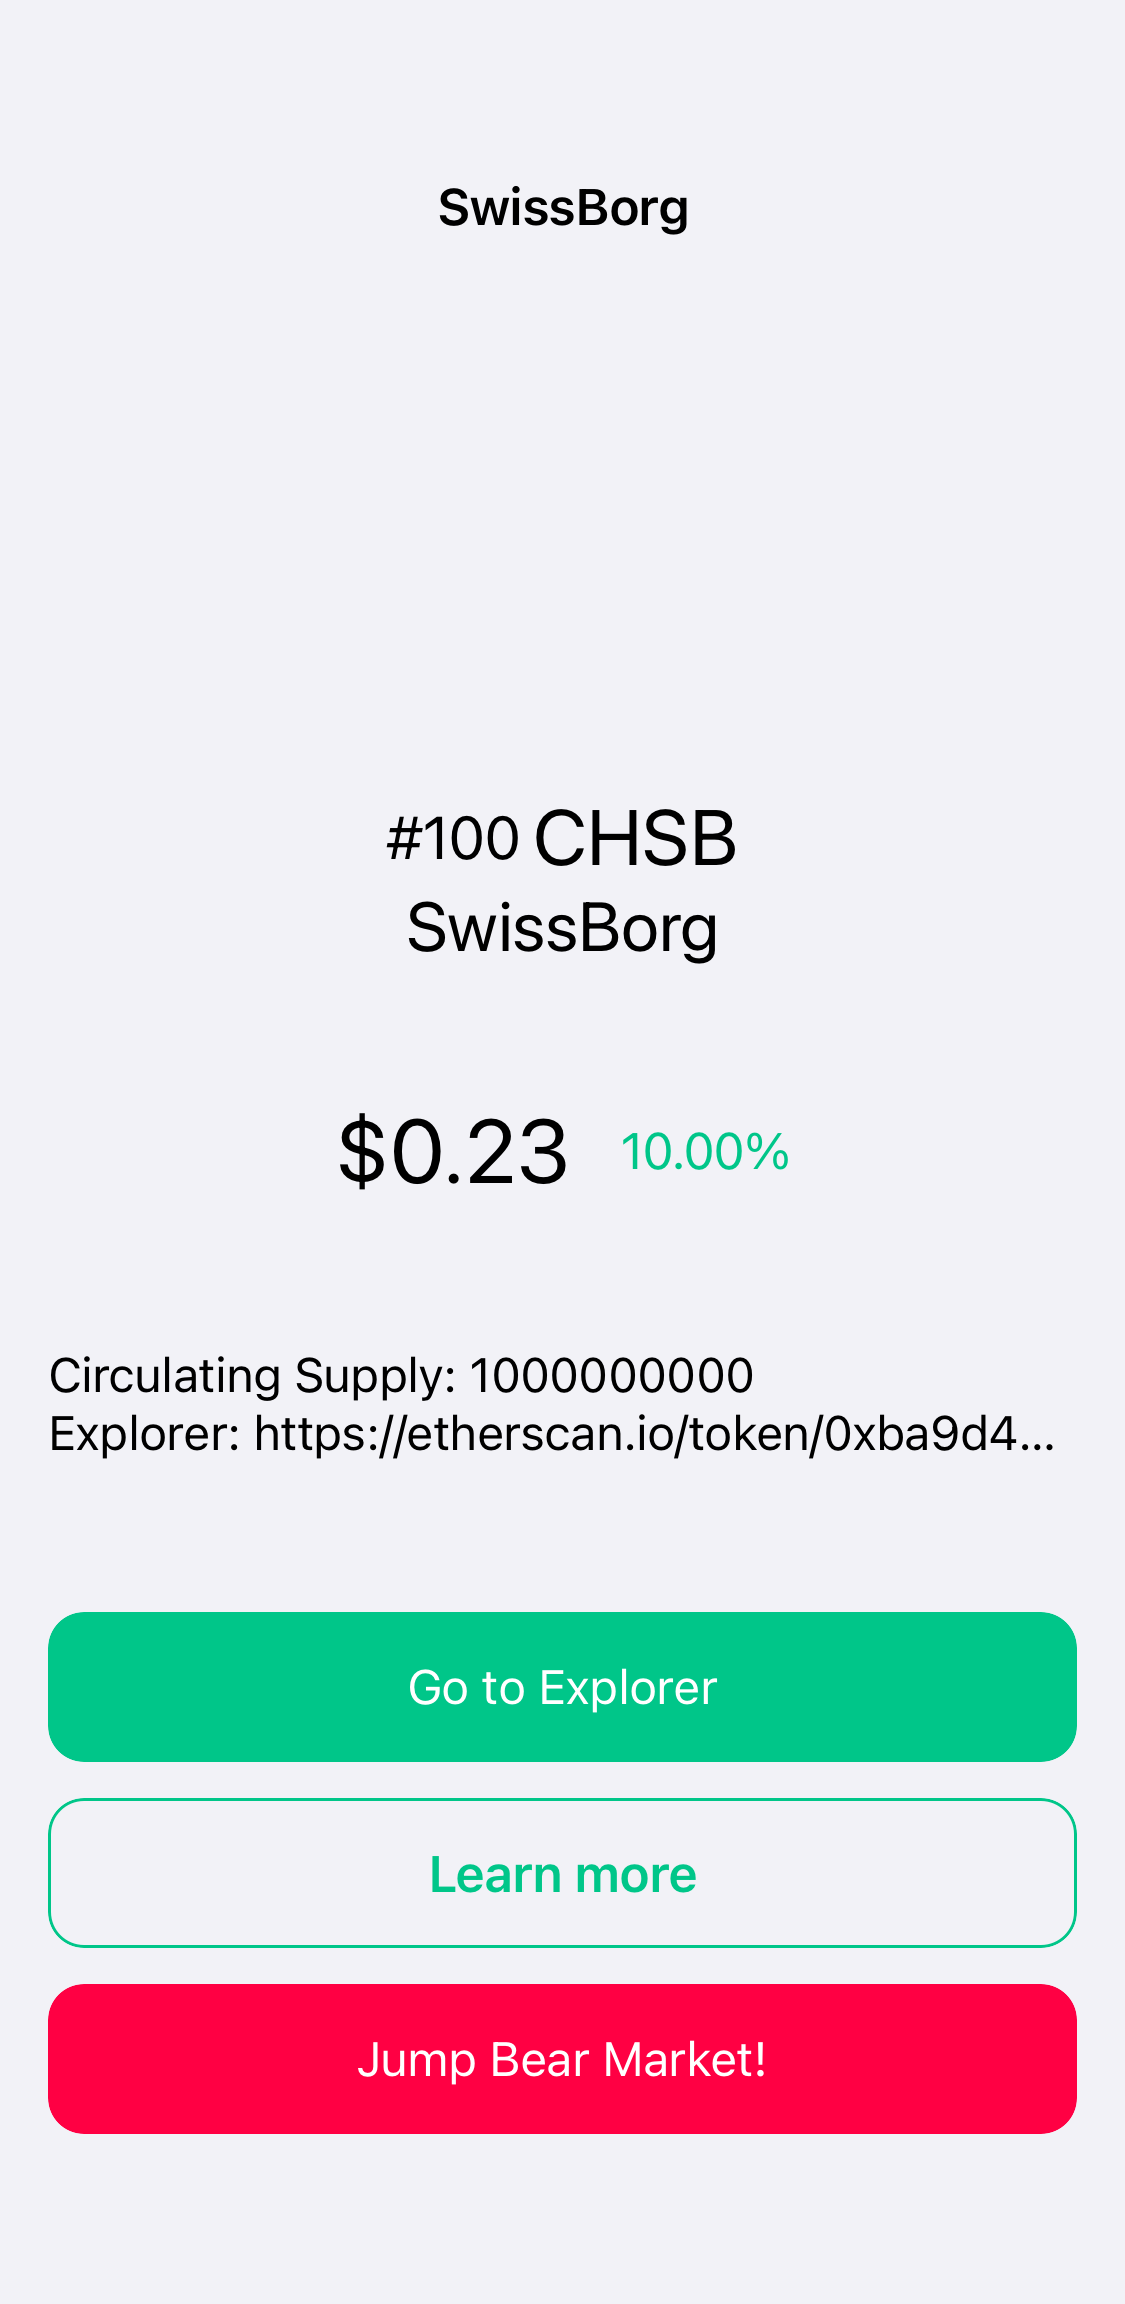 SwissBorg
#100 CHSB
SwissBorg
$0.23 10.00%
Circulating Supply: 1000000000
Explorer: https://etherscan.io/token/0xba9d4...
Go to Explorer
Learn more
Jump Bear Market!